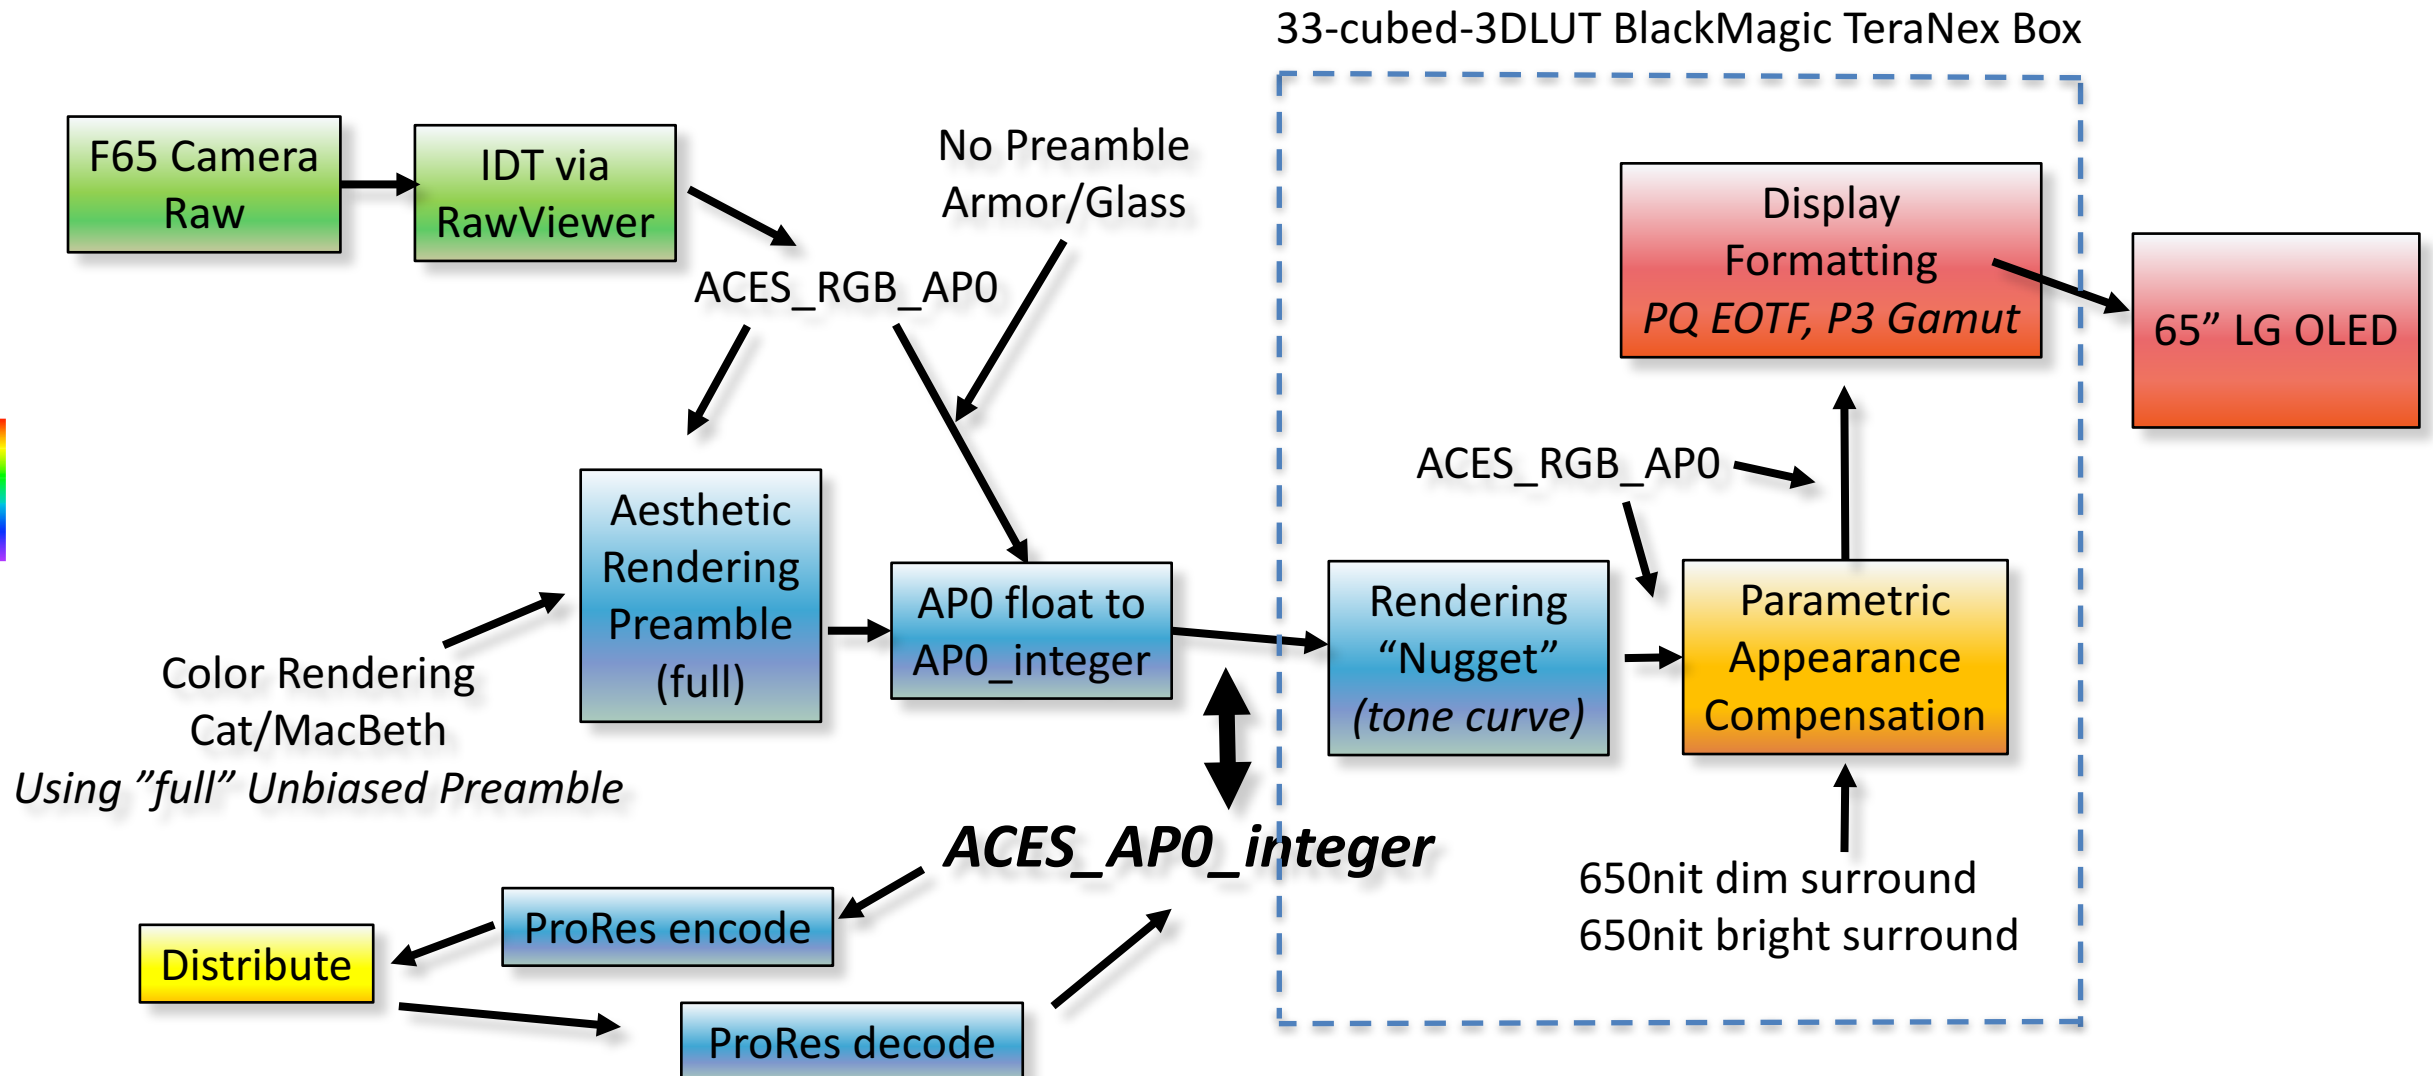 33-cubed-3DLUT BlackMagic TeraNex Box
F65 Camera
Raw
IDT via
RawViewer
No Preamble
Armor/Glass
ACES_RGB_AP0
Display
Formatting
PQ EOTF, P3 Gamut
65” LG OLED
Aesthetic
Rendering
Preamble
(full)
Color Rendering
Cat/MacBeth
Using ”full” Unbiased Preamble
AP0 float to
AP0_integer
ACES_RGB_AP0
Rendering
“Nugget”
(tone curve)
Parametric
Appearance
Compensation
ACES_AP0_integer
650nit dim surround
650nit bright surround
ProRes encode
Distribute
ProRes decode